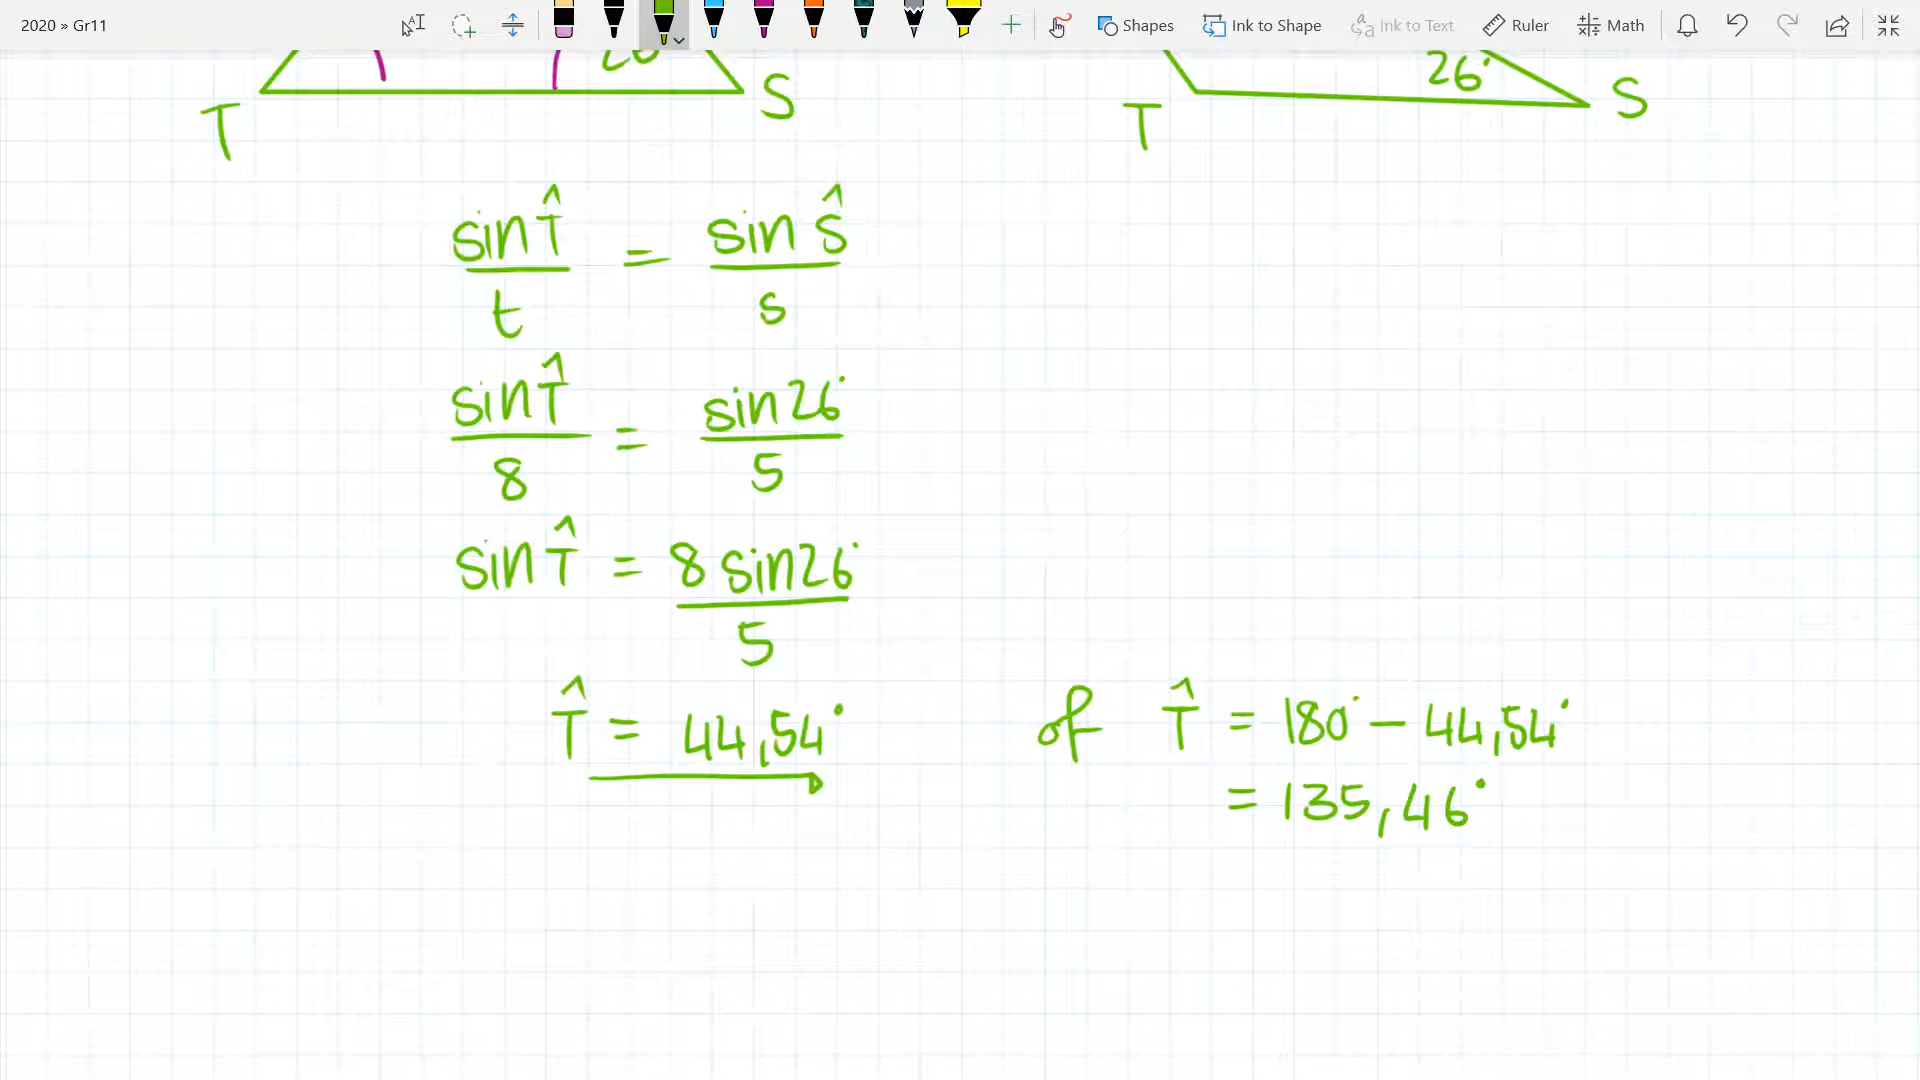 2020 » Gr11 Shapes Ink to Shape Ink to Text Ruler Math
26°
T S T S
sin T̂ / t = sin ŝ / s
sin T̂ / 8 = sin 26° / 5
sin T̂ = 8 sin 26° / 5
T̂ = 44,54° of T̂ = 180° − 44,54°
= 135,46°